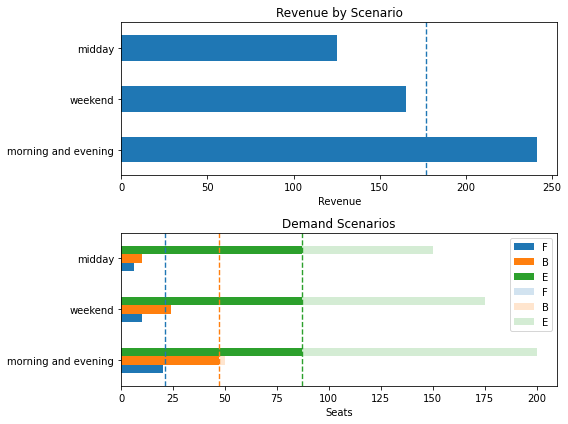 Revenue by Scenario
midday
weekend
morning and evening
0 50 100 150 200 250
Revenue
Demand Scenarios
midday
weekend
morning and evening
F
B
E
F
B
E
0 25 50 75 100 125 150 175 200
Seats